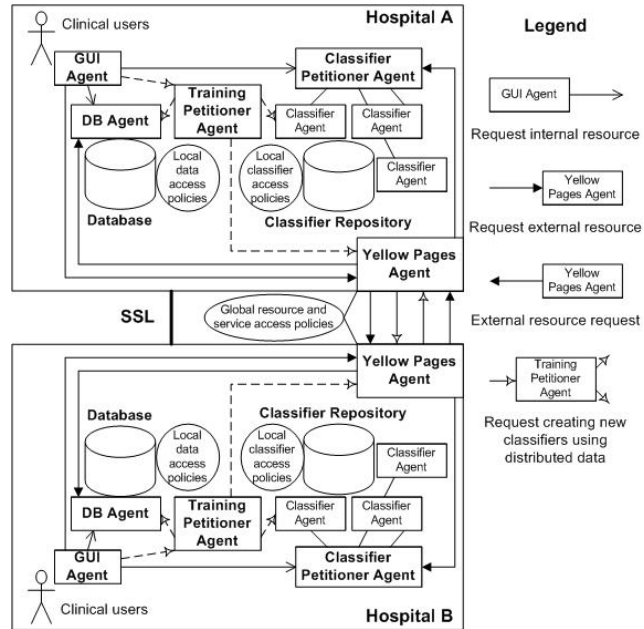 Clinical users
Hospital A
GUI
Agent
Classifier
Petitioner Agent
DB Agent
Training
Petitioner
Agent
Classifier
Agent
Classifier
Agent
Classifier
Agent
Local
data
access
policies
Local
classifier
access
policies
Database
Classifier Repository
Yellow Pages
Agent
SSL
Global resource and
service access policies
Yellow Pages
Agent
Database
Classifier Repository
Local
data
access
policies
Local
classifier
access
policies
Classifier
Agent
DB Agent
Training
Petitioner
Agent
Classifier
Agent
Classifier
Agent
GUI
Agent
Classifier
Petitioner Agent
Clinical users
Hospital B
Legend
GUI Agent
Request internal resource
Yellow
Pages Agent
Request external resource
Yellow
Pages Agent
External resource request
Training
Petitioner
Agent
Request creating new
classifiers using
distributed data